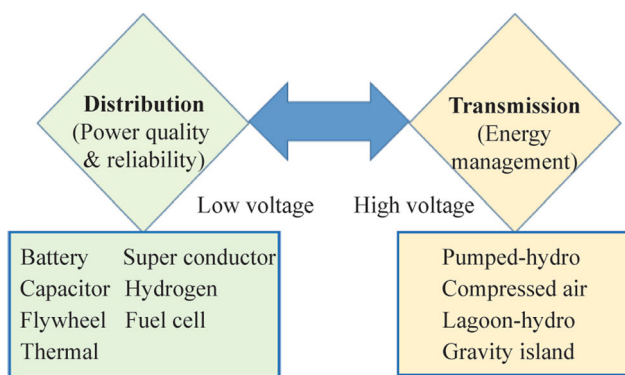 Distribution
(Power quality
& reliability)
Transmission
(Energy
management)
Low voltage
High voltage
Battery Super conductor
Capacitor Hydrogen
Flywheel Fuel cell
Thermal
Pumped-hydro
Compressed air
Lagoon-hydro
Gravity island